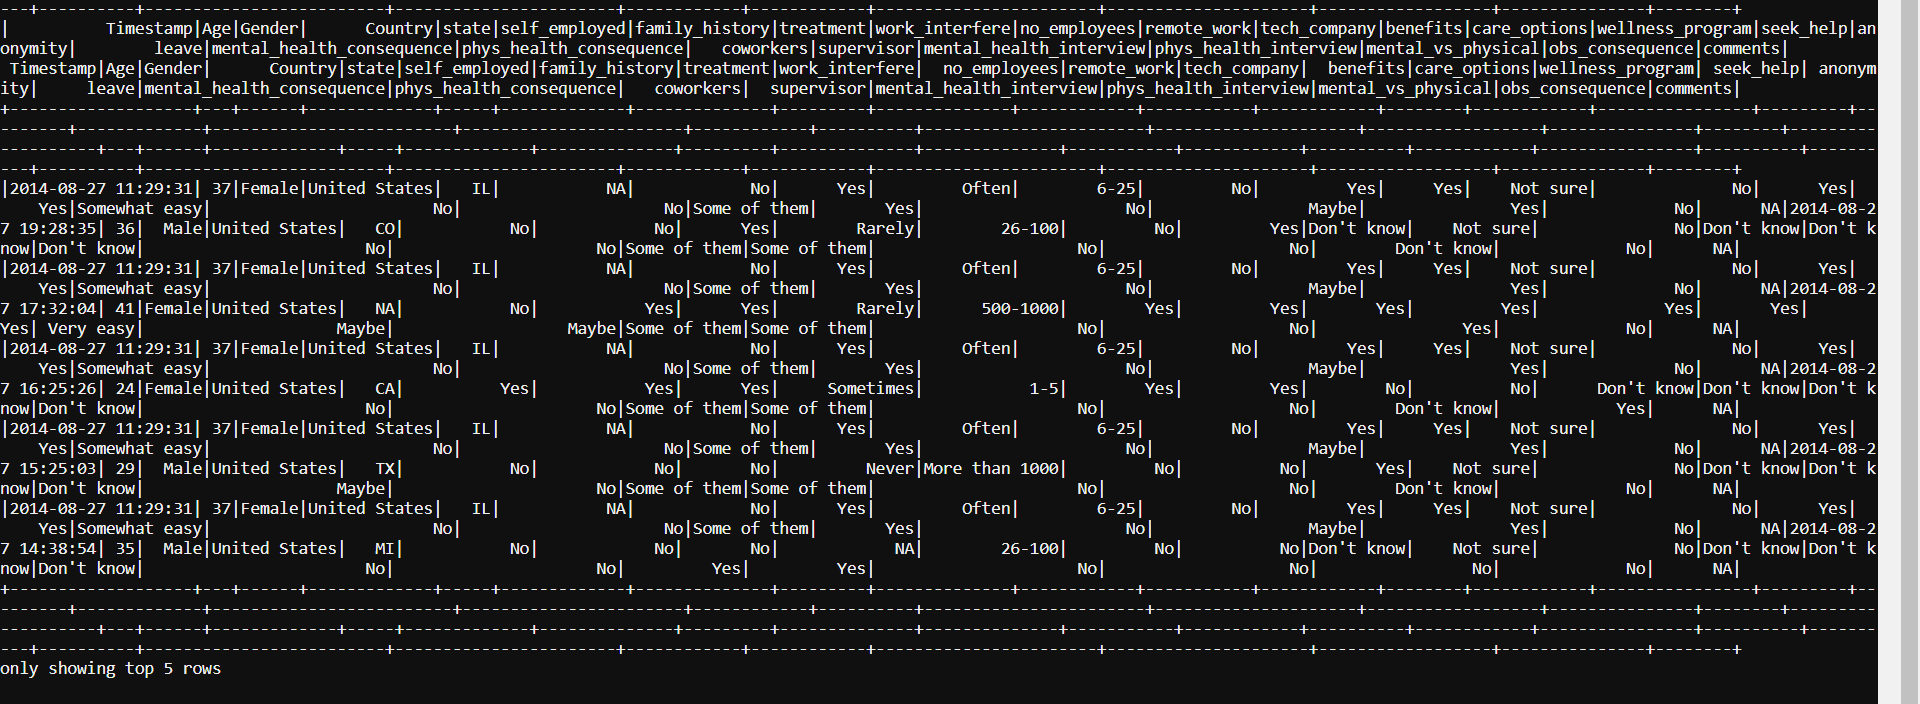 ---+----------+---+------+-------------+-----+-------------+--------------+---------+--------------+--------------+-----------+------------+----------+------------+----------------+
| Timestamp|Age|Gender| Country|state|self_employed|family_history|treatment|work_interfere|no_employees|remote_work|tech_company|benefits|care_options|wellness_program|seek_help|an
onymity| leave|mental_health_consequence|phys_health_consequence| coworkers|supervisor|mental_health_interview|phys_health_interview|mental_vs_physical|obs_consequence|comments|
Timestamp|Age|Gender| Country|state|self_employed|family_history|treatment|work_interfere| no_employees|remote_work|tech_company| benefits|care_options|wellness_program| seek_help| anonym
ity| leave|mental_health_consequence|phys_health_consequence| coworkers| supervisor|mental_health_interview|phys_health_interview|mental_vs_physical|obs_consequence|comments|
|2014-08-27 11:29:31| 37|Female|United States| IL| NA| No| Yes| Often| 6-25| No| Yes| Yes| Not sure| No| Yes|
Yes|Somewhat easy| No| No|Some of them| Yes| No| Maybe| Yes| No| NA|2014-08-2
7 19:28:35| 36| Male|United States| CO| No| No| Yes| Rarely| 26-100| No| Yes|Don't know| Not sure| No|Don't know|Don't k
now|Don't know| No| No|Some of them|Some of them| No| No| Don't know| No| NA|
|2014-08-27 11:29:31| 37|Female|United States| IL| NA| No| Yes| Often| 6-25| No| Yes| Yes| Not sure| No| Yes|
Yes|Somewhat easy| No| No|Some of them| Yes| No| Maybe| Yes| No| NA|2014-08-2
7 17:32:04| 41|Female|United States| NA| No| Yes| Yes| Rarely| 500-1000| Yes| Yes| Yes| Yes| Yes| Yes|
Yes| Very easy| Maybe| Maybe|Some of them|Some of them| No| No| Yes| No| NA|
|2014-08-27 11:29:31| 37|Female|United States| IL| NA| No| Yes| Often| 6-25| No| Yes| Yes| Not sure| No| Yes|
Yes|Somewhat easy| No| No|Some of them| Yes| No| Maybe| Yes| No| NA|2014-08-2
7 16:25:26| 24|Female|United States| CA| Yes| Yes| Yes| Sometimes| 1-5| Yes| Yes| No| No| Don't know|Don't know|Don't k
now|Don't know| No| No|Some of them|Some of them| No| No| Don't know| Yes| NA|
|2014-08-27 11:29:31| 37|Female|United States| IL| NA| No| Yes| Often| 6-25| No| Yes| Yes| Not sure| No| Yes|
Yes|Somewhat easy| No| No|Some of them| Yes| No| Maybe| Yes| No| NA|2014-08-2
7 15:25:03| 29| Male|United States| TX| No| No| No| Never|More than 1000| No| No| Yes| Not sure| No|Don't know|Don't k
now|Don't know| Maybe| No|Some of them|Some of them| No| No| Don't know| No| NA|
|2014-08-27 11:29:31| 37|Female|United States| IL| NA| No| Yes| Often| 6-25| No| Yes| Yes| Not sure| No| Yes|
Yes|Somewhat easy| No| No|Some of them| Yes| No| Maybe| Yes| No| NA|2014-08-2
7 14:38:54| 35| Male|United States| MI| No| No| No| NA| 26-100| No| No|Don't know| Not sure| No|Don't know|Don't k
now|Don't know| No| No| Yes| Yes| No| No| No| No| NA|
only showing top 5 rows